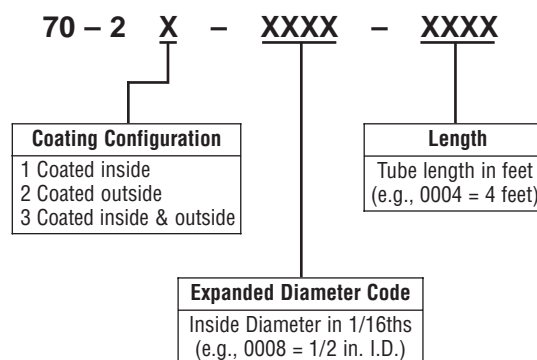 70 – 2 X – XXXX – XXXX
Coating Configuration
1 Coated inside
2 Coated outside
3 Coated inside & outside
Length
Tube length in feet
(e.g., 0004 = 4 feet)
Expanded Diameter Code
Inside Diameter in 1/16ths
(e.g., 0008 = 1/2 in. I.D.)